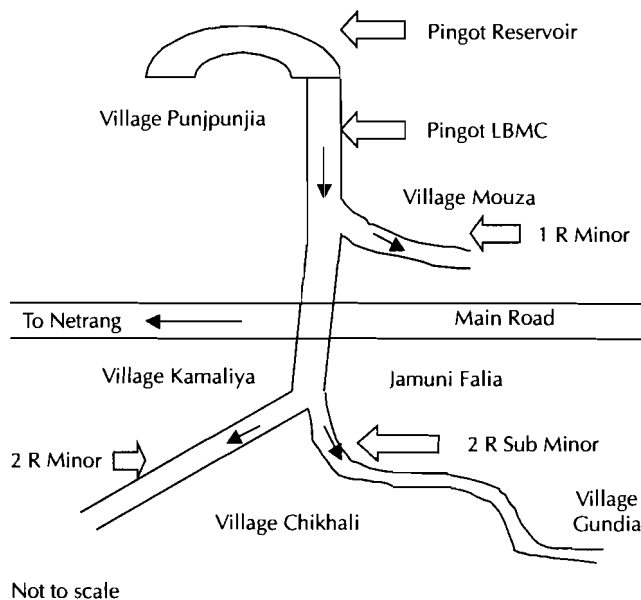 Pingot Reservoir
Village Punjpunjia
Pingot LBMC
Village Mouza
1 R Minor
To Netrang
Main Road
Village Kamaliya
Jamuni Falia
2 R Minor
2 R Sub Minor
Village Chikhali
Village
Gundia
Not to scale